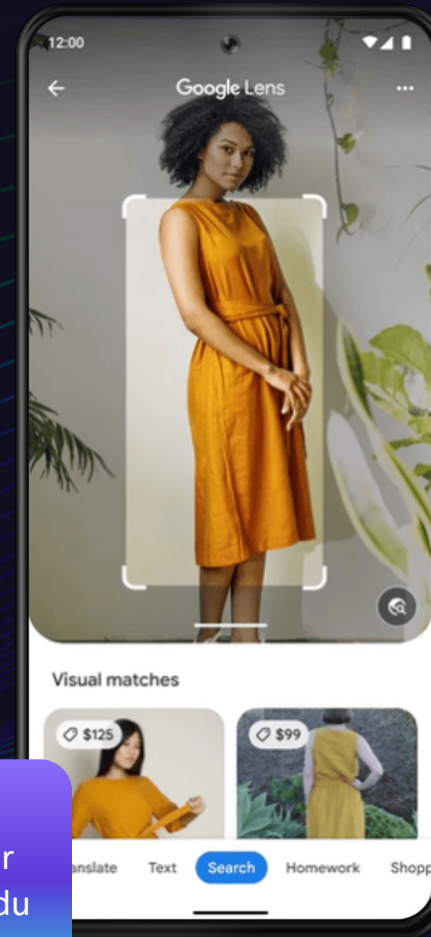 12:00
Google Lens
Visual matches
$125
$99
anslate Text Search Homework Shopp
r
du